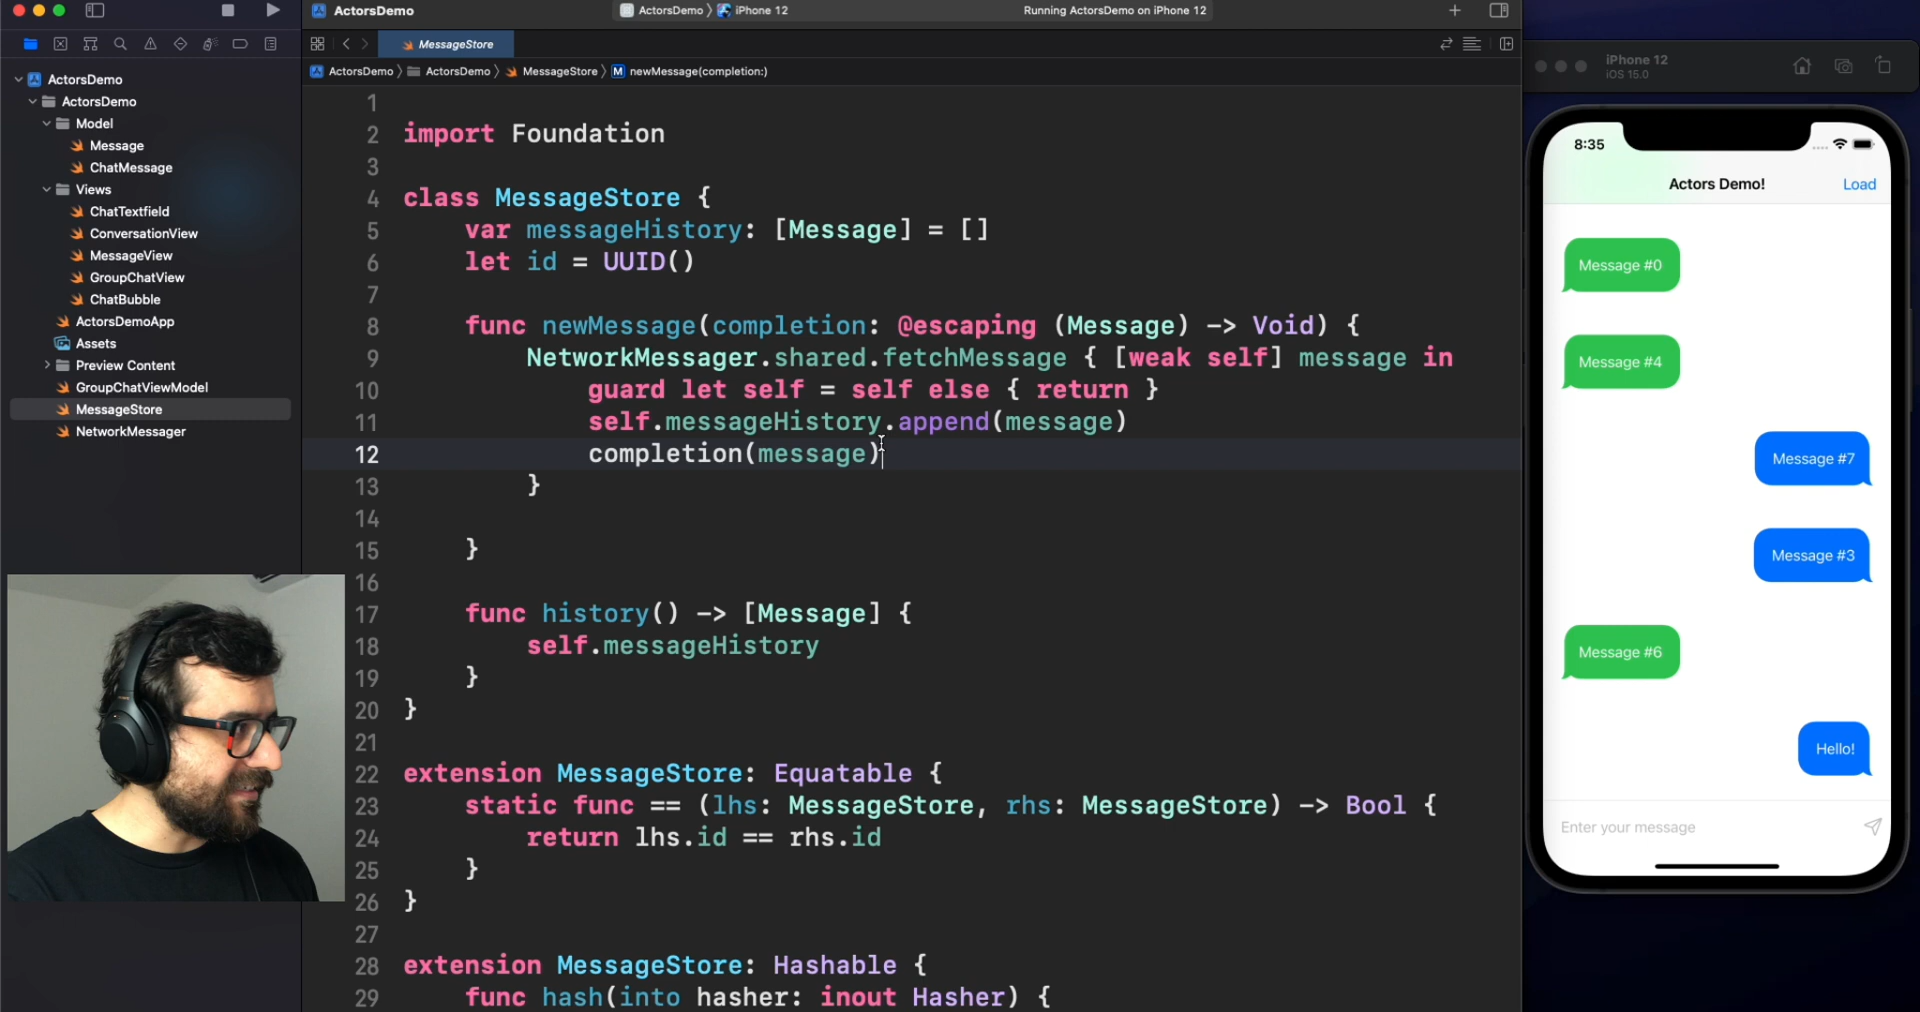 ActorsDemo
ActorsDemo 〉 iPhone 12
Running ActorsDemo on iPhone 12
MessageStore
ActorsDemo 〉 ActorsDemo 〉 MessageStore 〉 M newMessage(completion:)
ActorsDemo
ActorsDemo
Model
Message
ChatMessage
Views
ChatTextfield
ConversationView
MessageView
GroupChatView
ChatBubble
ActorsDemoApp
Assets
Preview Content
GroupChatViewModel
MessageStore
NetworkMessager
1
2 import Foundation
3
4 class MessageStore {
5 var messageHistory: [Message] = []
6 let id = UUID()
7
8 func newMessage(completion: @escaping (Message) -> Void) {
9 NetworkMessager.shared.fetchMessage { [weak self] message in
10 guard let self = self else { return }
11 self.messageHistory.append(message)
12 completion(message)
13 }
14
15 }
16
17 func history() -> [Message] {
18 self.messageHistory
19 }
20 }
21
22 extension MessageStore: Equatable {
23 static func == (lhs: MessageStore, rhs: MessageStore) -> Bool {
24 return lhs.id == rhs.id
25 }
26 }
27
28 extension MessageStore: Hashable {
29 func hash(into hasher: inout Hasher) {
iPhone 12
iOS 15.0
8:35
Actors Demo!
Load
Message #0
Message #4
Message #7
Message #3
Message #6
Hello!
Enter your message